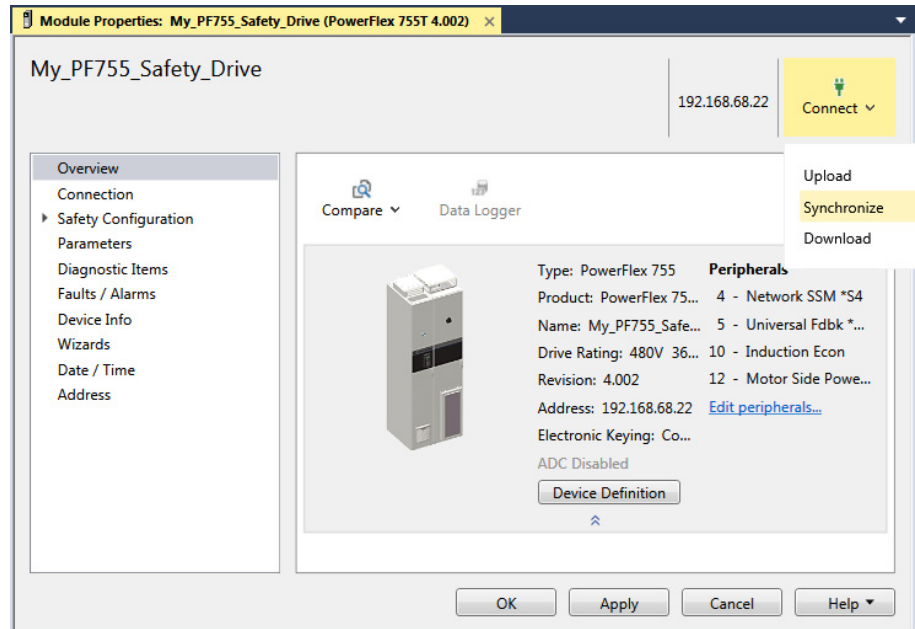 Module Properties: My_PF755_Safety_Drive (PowerFlex 755T 4.002) ×
My_PF755_Safety_Drive
192.168.68.22
Connect
Upload
Synchronize
Download
Overview
Connection
Safety Configuration
Parameters
Diagnostic Items
Faults / Alarms
Device Info
Wizards
Date / Time
Address
Compare
Data Logger
Type: PowerFlex 755
Product: PowerFlex 75...
Name: My_PF755_Safe...
Drive Rating: 480V 36...
Revision: 4.002
Address: 192.168.68.22
Electronic Keying: Co...
ADC Disabled
Device Definition
Peripherals
4 - Network SSM *S4
5 - Universal Fdbk *...
10 - Induction Econ
12 - Motor Side Powe...
Edit peripherals...
OK
Apply
Cancel
Help